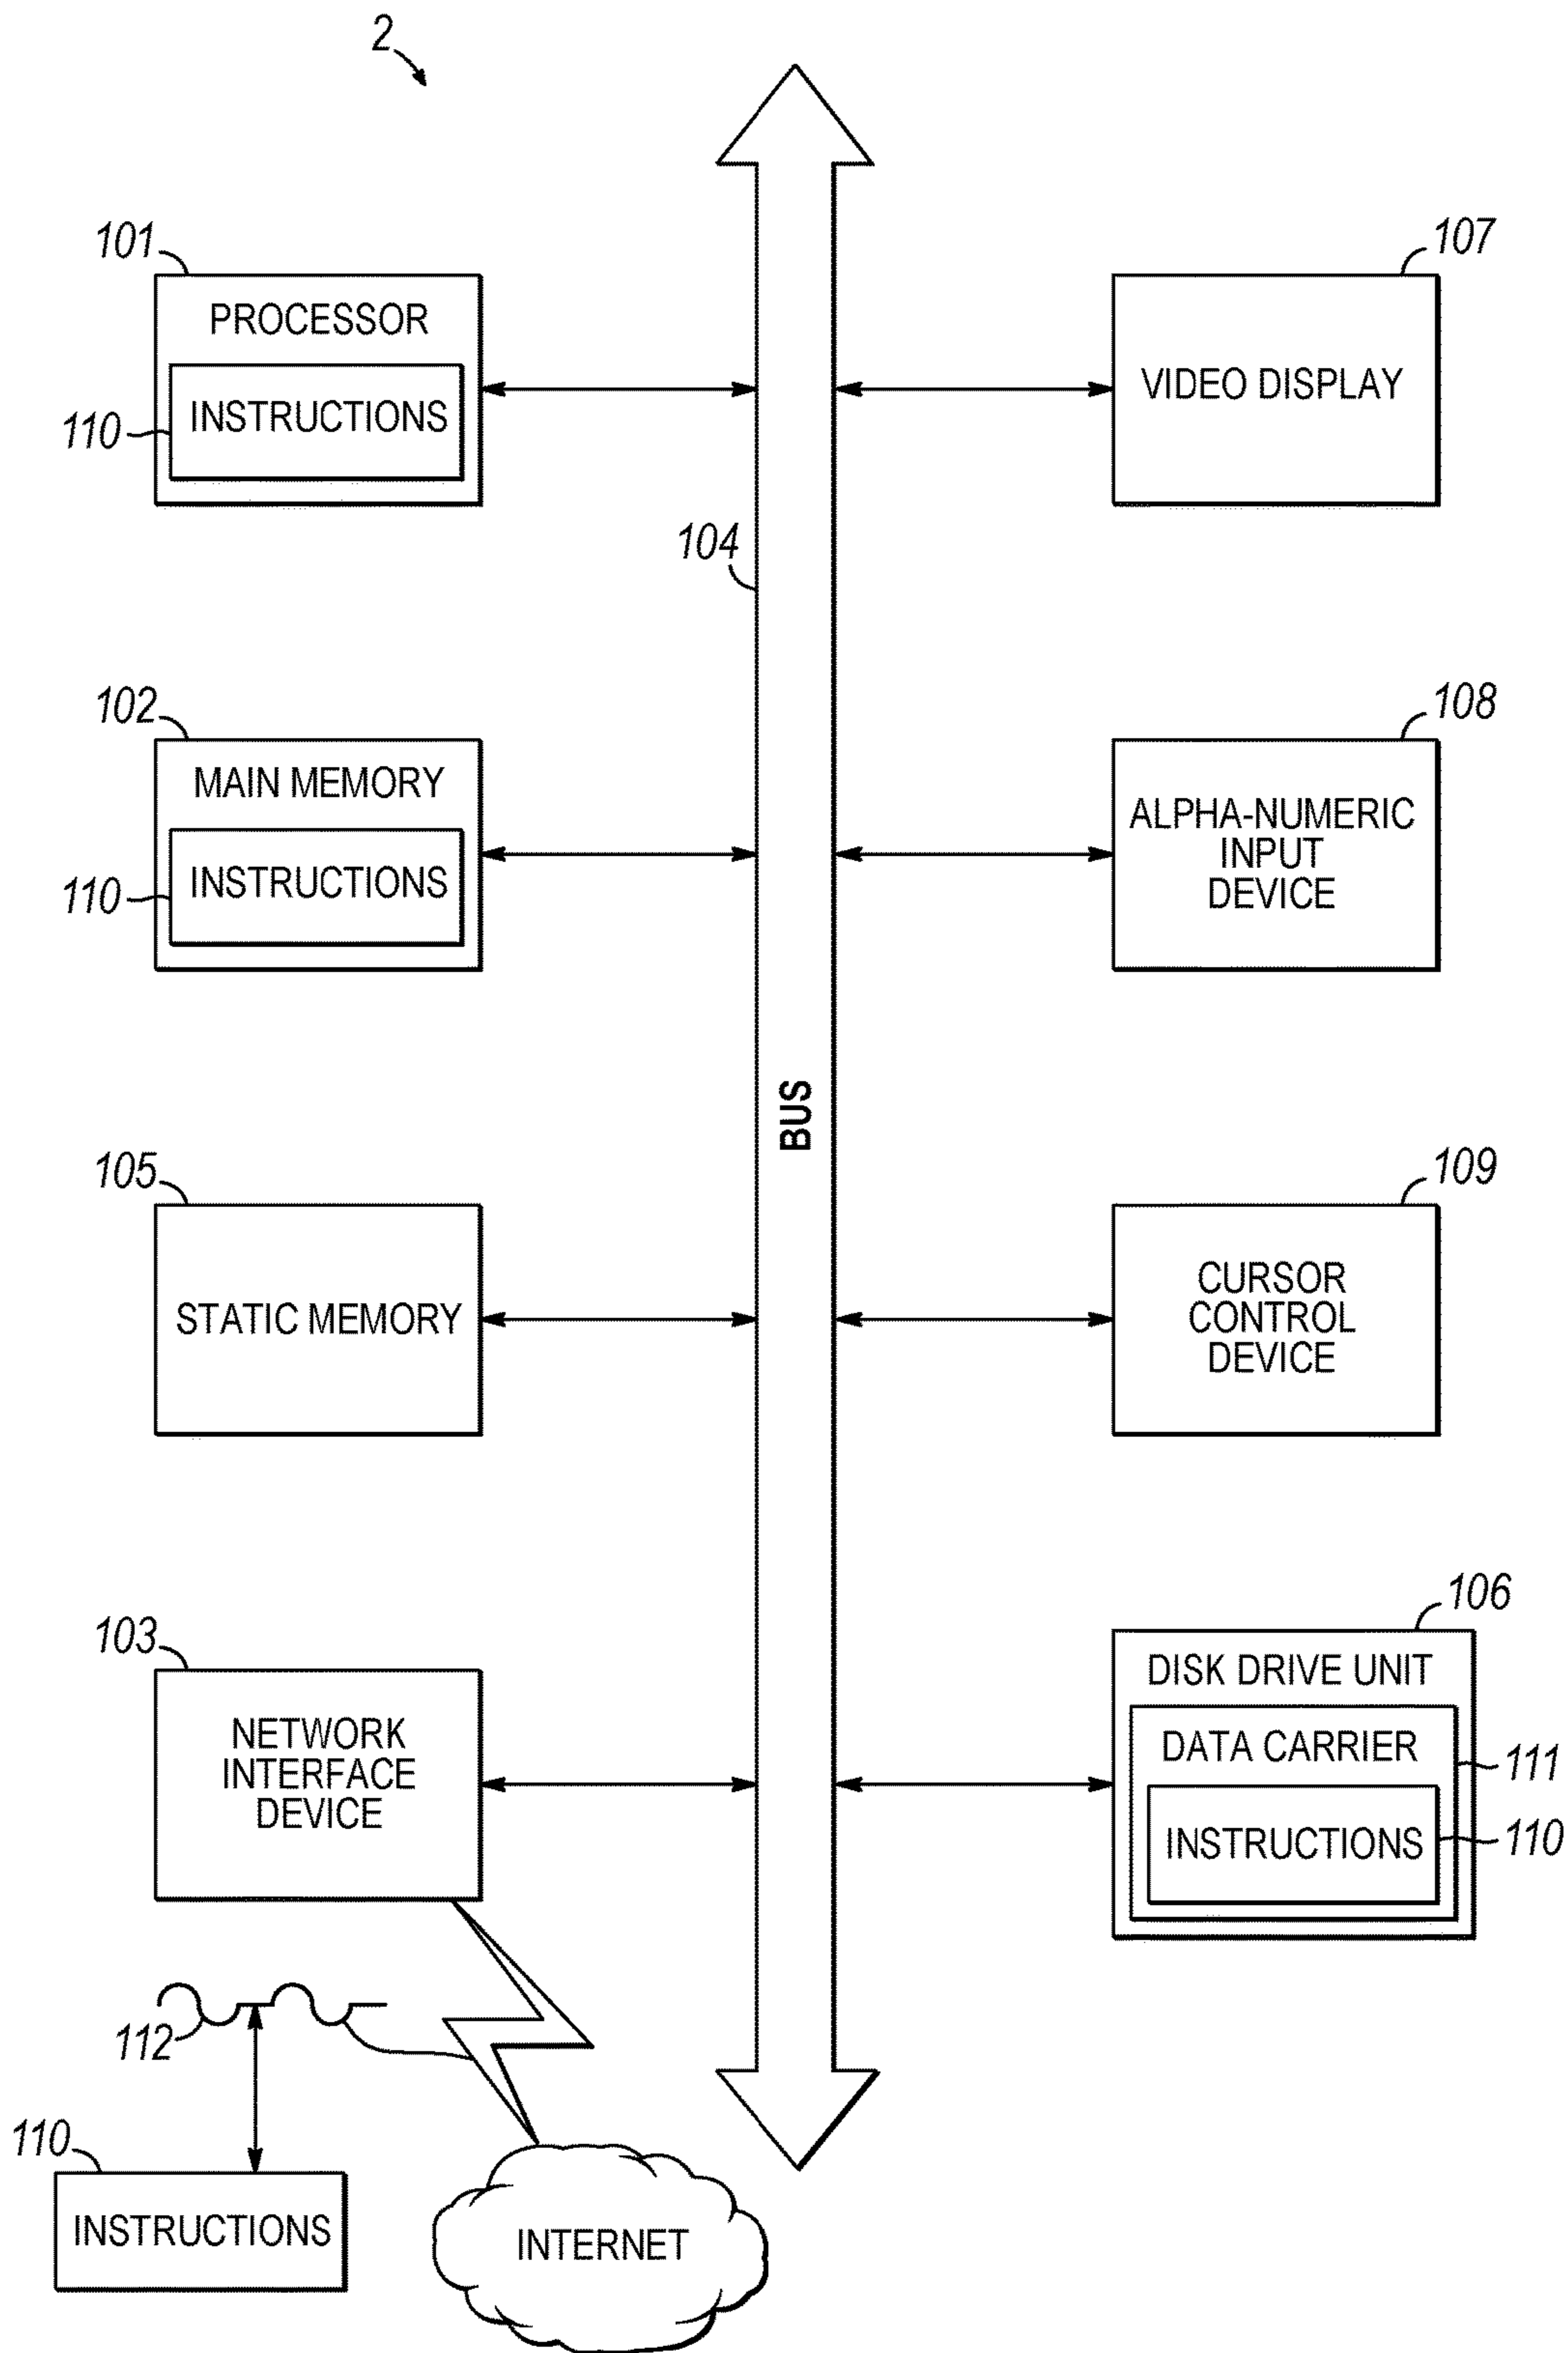 2
101
PROCESSOR
110
INSTRUCTIONS
107
VIDEO DISPLAY
104
102
MAIN MEMORY
110
INSTRUCTIONS
108
ALPHA-NUMERIC
INPUT
DEVICE
BUS
105
STATIC MEMORY
109
CURSOR
CONTROL
DEVICE
103
NETWORK
INTERFACE
DEVICE
106
DISK DRIVE UNIT
DATA CARRIER
111
INSTRUCTIONS
110
112
110
INSTRUCTIONS
INTERNET